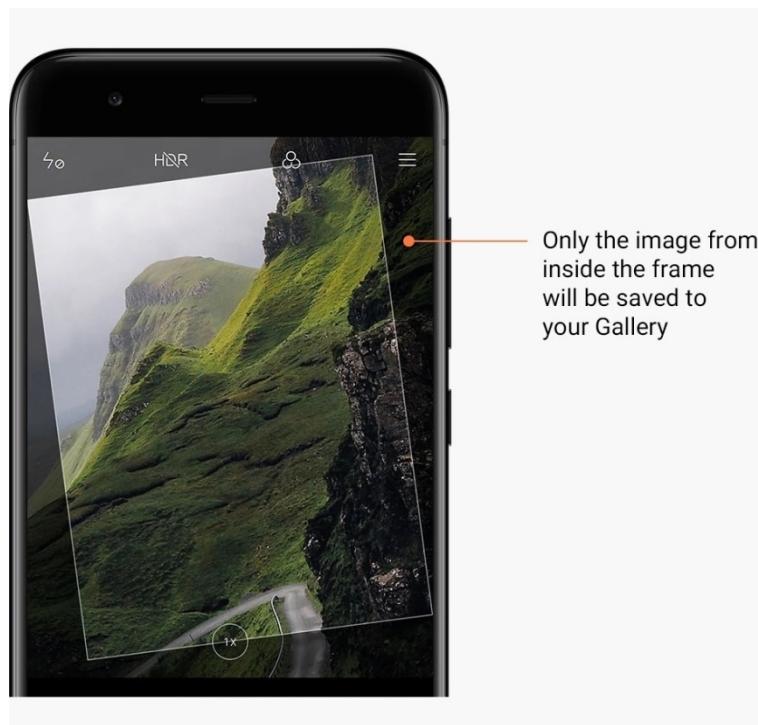 HDR
Only the image from
inside the frame
will be saved to
your Gallery
1X